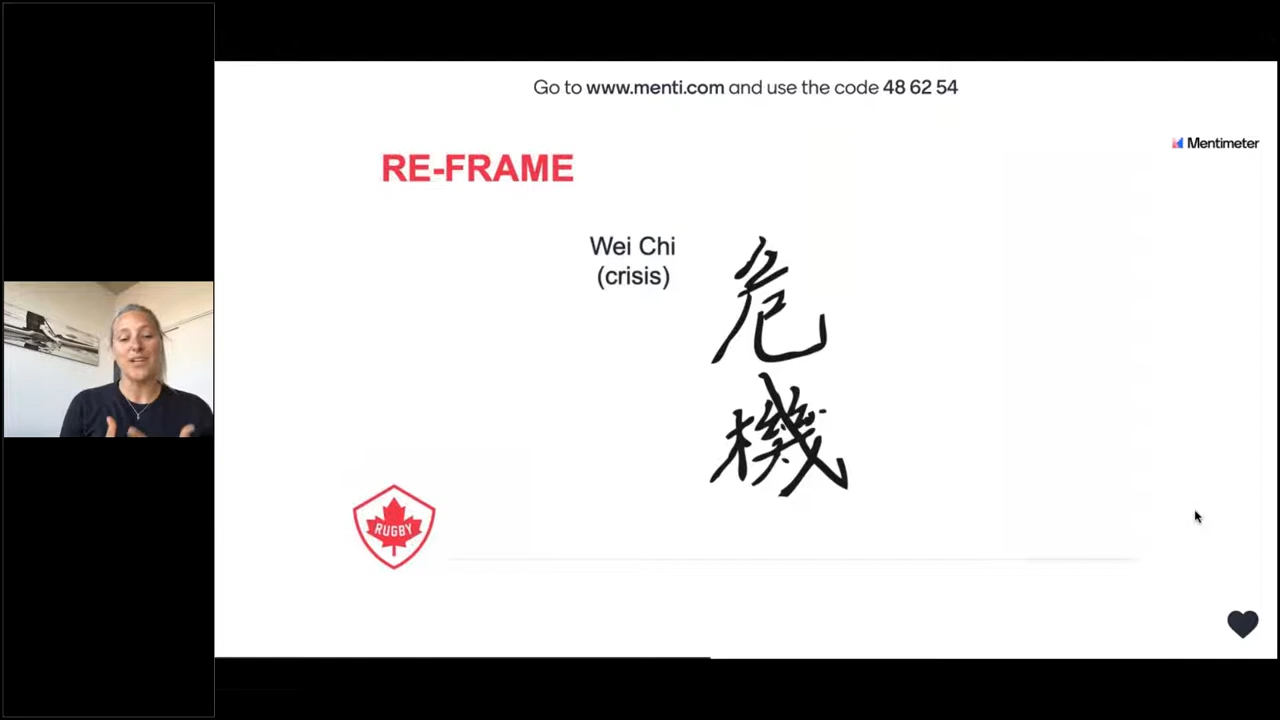 Go to www.menti.com and use the code 48 62 54
Mentimeter
RE-FRAME
Wei Chi
(crisis)
危
機
RUGBY